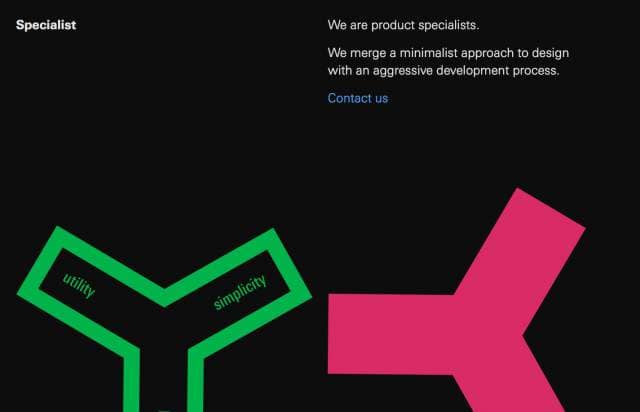 Specialist
We are product specialists.
We merge a minimalist approach to design
with an aggressive development process.
Contact us
utility
simplicity